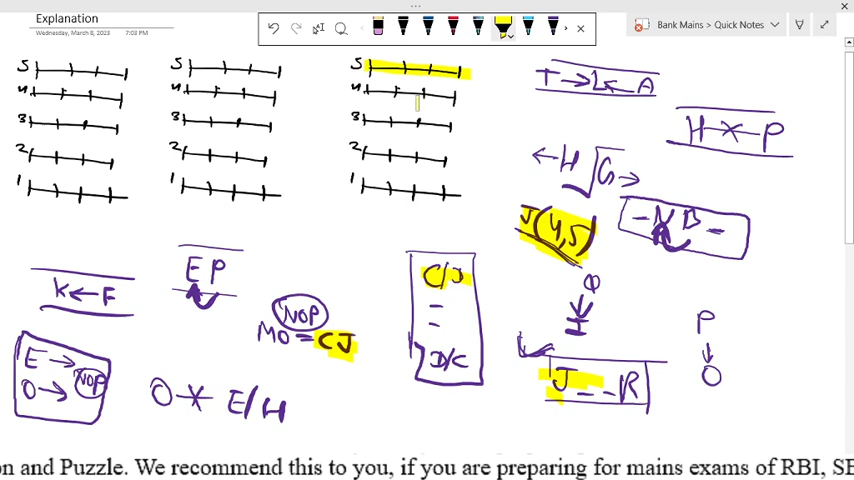 Explanation
Wednesday, March 8, 2023 7:03 PM
Bank Mains > Quick Notes
5 5 5
4 4 4
3 3 3
2 2 2
1 1 1
T → L ← A
H × P
← H G →
J (4,5)
- N B -
K ← F
E P
C/J
D/C
NOP
MO = C J
E →
O → NOP
O * E/H
Q
H
J _ _ R
P
O
on and Puzzle. We recommend this to you, if you are preparing for mains exams of RBI, SE